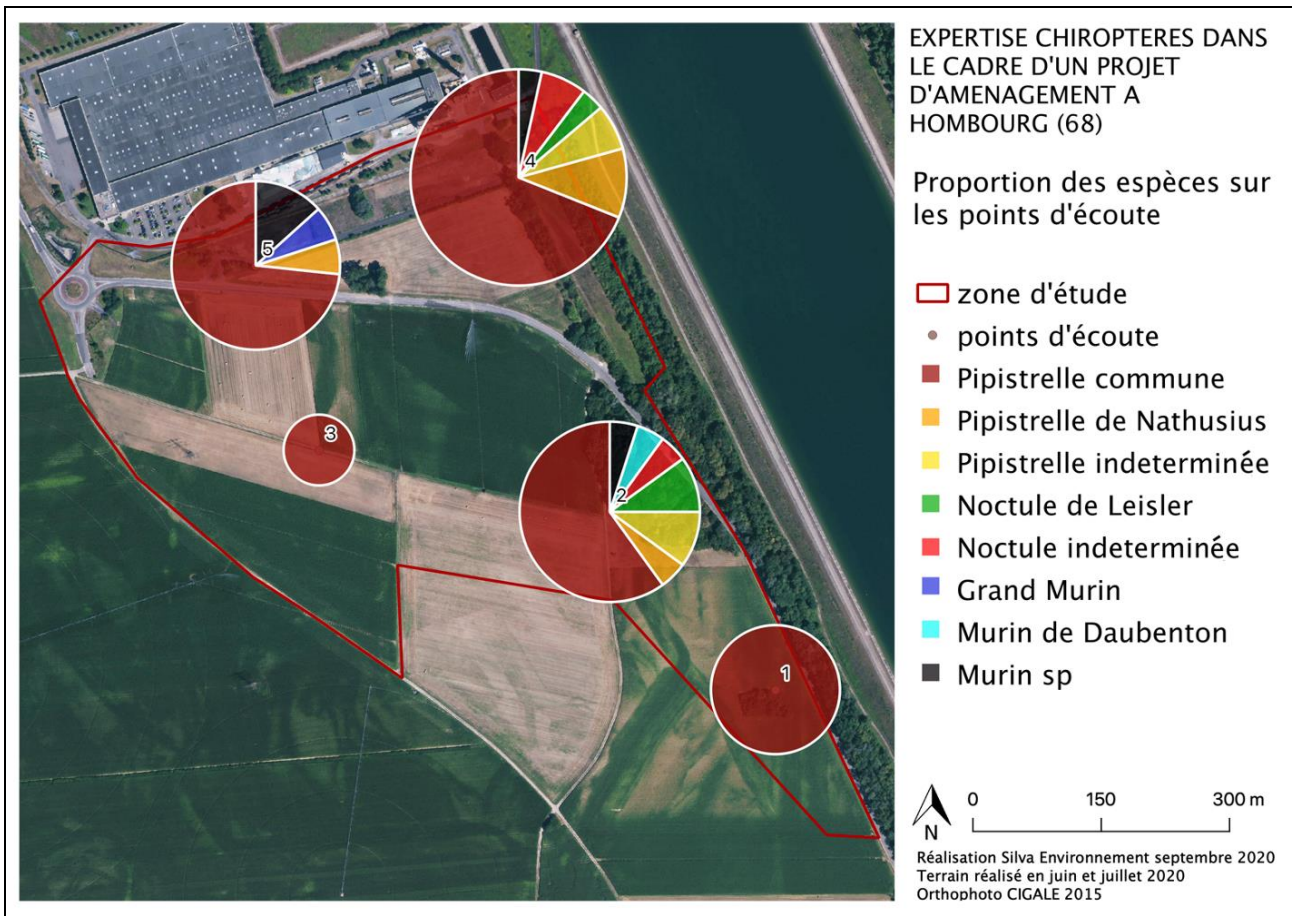 EXPERTISE CHIROPTERES DANS
LE CADRE D'UN PROJET
D'AMENAGEMENT A
HOMBOURG (68)
Proportion des espèces sur
les points d'écoute
zone d'étude
points d'écoute
Pipistrelle commune
Pipistrelle de Nathusius
Pipistrelle indeterminée
Noctule de Leisler
Noctule indeterminée
Grand Murin
Murin de Daubenton
Murin sp
4
5
3
2
1
N
0 150 300 m
Réalisation Silva Environnement septembre 2020
Terrain réalisé en juin et juillet 2020
Orthophoto CIGALE 2015